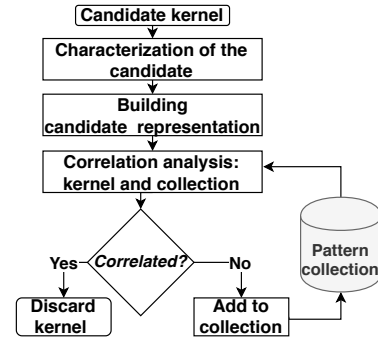 Candidate kernel
Characterization of the
candidate
Building
candidate representation
Correlation analysis:
kernel and collection
Correlated?
Yes
No
Discard
kernel
Add to
collection
Pattern
collection